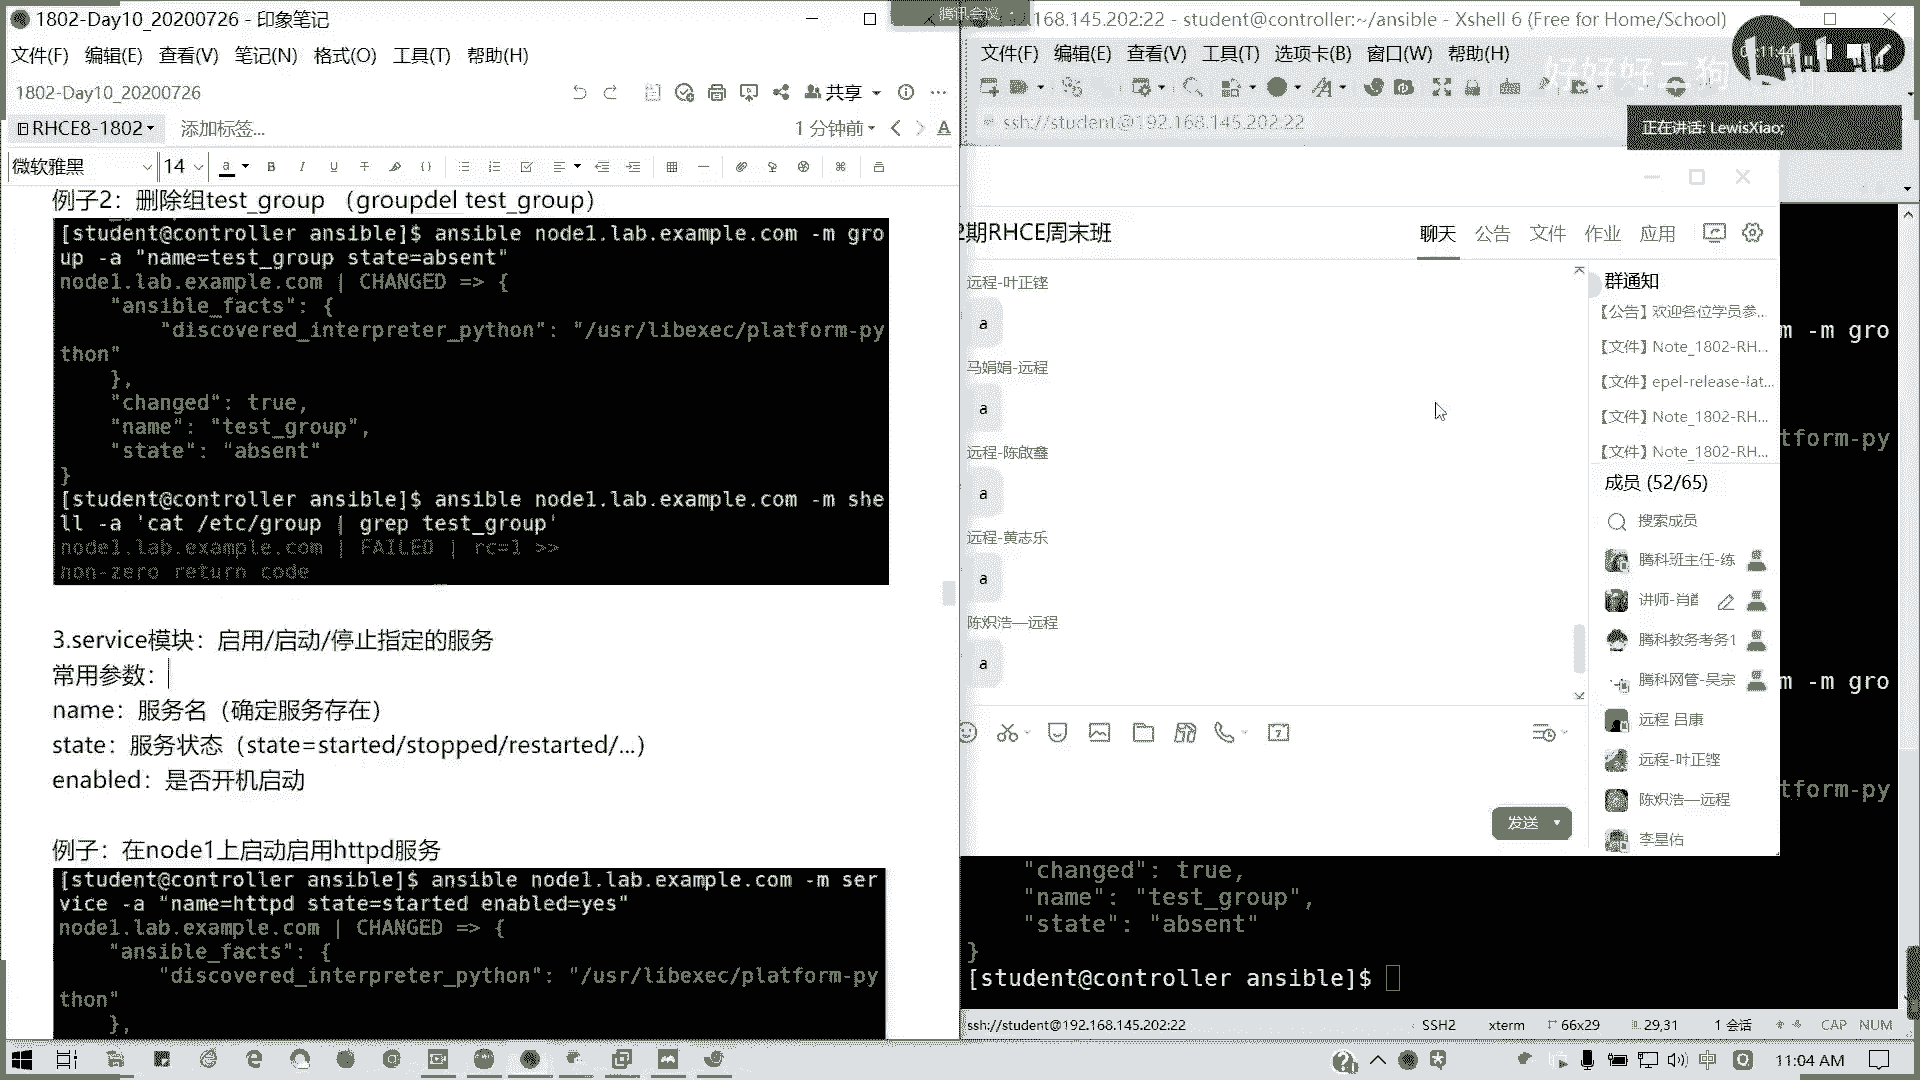 1802-Day10_20200726 - 印象笔记
文件(F) 编辑(E) 查看(V) 笔记(N) 格式(O) 工具(T) 帮助(H)
1802-Day10_20200726
共享
RHCE8-1802
添加标签...
1 分钟前
微软雅黑 14
例子2：删除组test_group （groupdel test_group）
[student@controller ansible]$ ansible node1.lab.example.com -m gro
up -a "name=test_group state=absent"
node1.lab.example.com | CHANGED => {
"ansible_facts": {
"discovered_interpreter_python": "/usr/libexec/platform-py
thon"
},
"changed": true,
"name": "test_group",
"state": "absent"
}
[student@controller ansible]$ ansible node1.lab.example.com -m she
ll -a 'cat /etc/group | grep test_group'
node1.lab.example.com | FAILED | rc=1 >>
non-zero return code
3.service模块：启用/启动/停止指定的服务
常用参数：
name：服务名（确定服务存在）
state：服务状态（state=started/stopped/restarted/...）
enabled：是否开机启动
例子：在node1上启动启用httpd服务
[student@controller ansible]$ ansible node1.lab.example.com -m ser
vice -a "name=httpd state=started enabled=yes"
node1.lab.example.com | CHANGED => {
"ansible_facts": {
"discovered_interpreter_python": "/usr/libexec/platform-py
thon"
},
腾讯会议
.168.145.202:22 - student@controller:~/ansible - Xshell 6 (Free for Home/School)
文件(F) 编辑(E) 查看(V) 工具(T) 选项卡(B) 窗口(W) 帮助(H)
好好好二狗
ssh://student@192.168.145.202:22
正在讲话: LewisXiao;
2期RHCE周末班
聊天 公告 文件 作业 应用
远程-叶正铿
a
马娟娟-远程
a
远程-陈啟鑫
a
远程-黄志乐
a
陈炽浩—远程
a
发送
群通知
【公告】欢迎各位学员参...
【文件】Note_1802-RH...
【文件】epel-release-lat...
【文件】Note_1802-RH...
【文件】Note_1802-RH...
成员 (52/65)
搜索成员
腾科班主任-练
讲师-肖
腾科教务考务1
腾科网管-吴宗
远程 吕康
远程-叶正铿
陈炽浩—远程
李星佑
m -m gro
tform-py
m -m gro
tform-py
"changed": true,
"name": "test_group",
"state": "absent"
}
[student@controller ansible]$
ssh://student@192.168.145.202:22 SSH2 xterm 66x29 29,31 1 会话 CAP NUM
中 11:04 AM